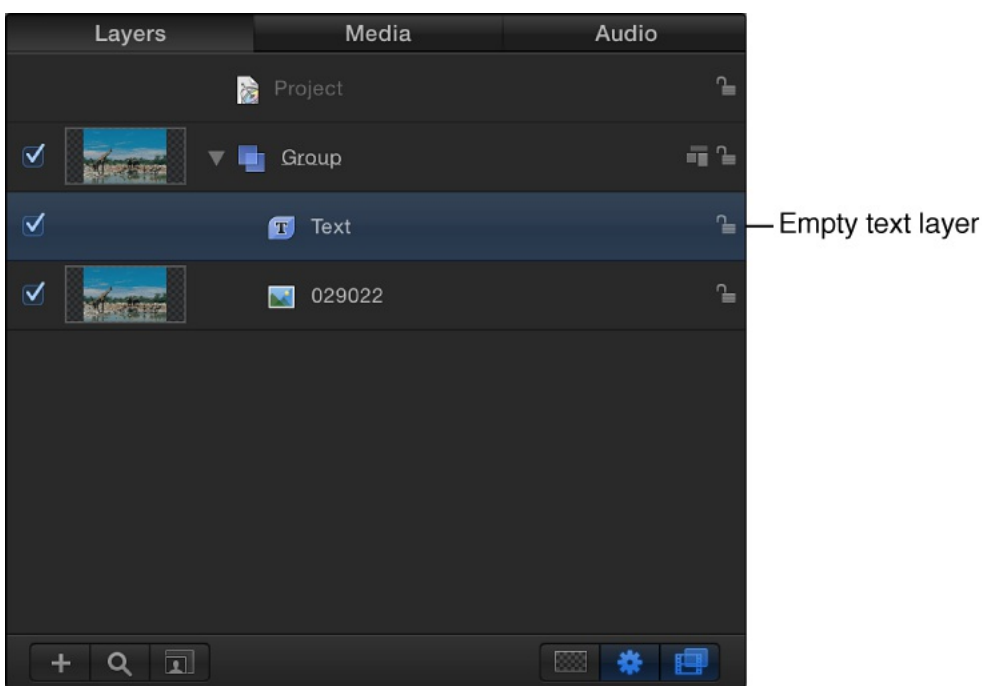 Layers Media Audio
Project
Group
Text
Empty text layer
029022